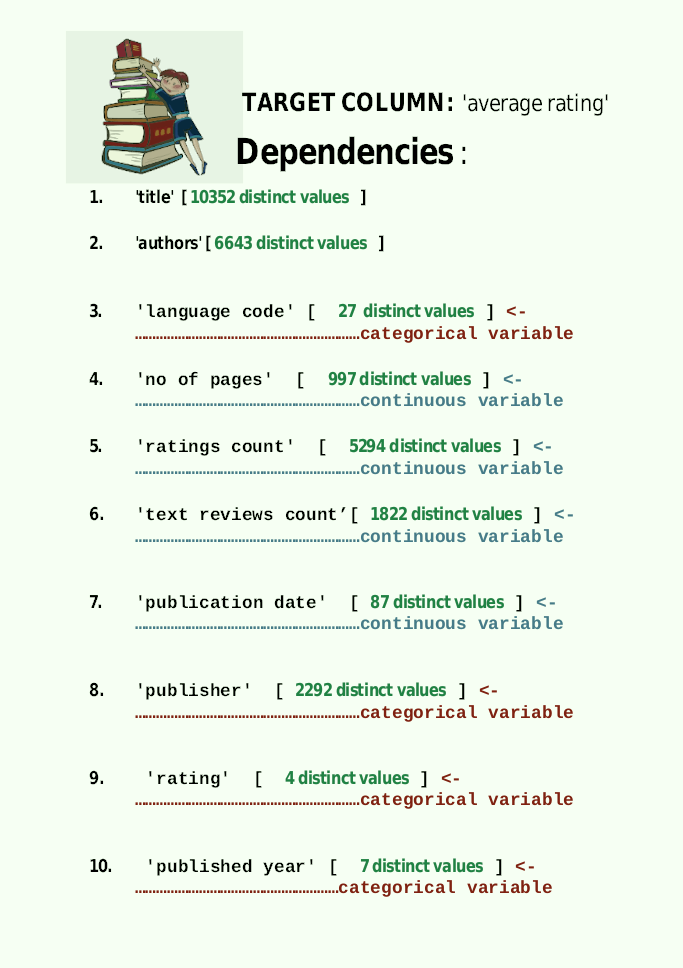 TARGET COLUMN: 'average rating'
Dependencies :
1. 'title' [ 10352 distinct values ]
2. 'authors' [ 6643 distinct values ]
3. 'language code' [ 27 distinct values ] <-
................................................................categorical variable
4. 'no of pages' [ 997 distinct values ] <-
................................................................continuous variable
5. 'ratings count' [ 5294 distinct values ] <-
................................................................continuous variable
6. 'text reviews count’[ 1822 distinct values ] <-
................................................................continuous variable
7. 'publication date' [ 87 distinct values ] <-
................................................................continuous variable
8. 'publisher' [ 2292 distinct values ] <-
................................................................categorical variable
9. 'rating' [ 4 distinct values ] <-
................................................................categorical variable
10. 'published year' [ 7 distinct values ] <-
..........................................................categorical variable